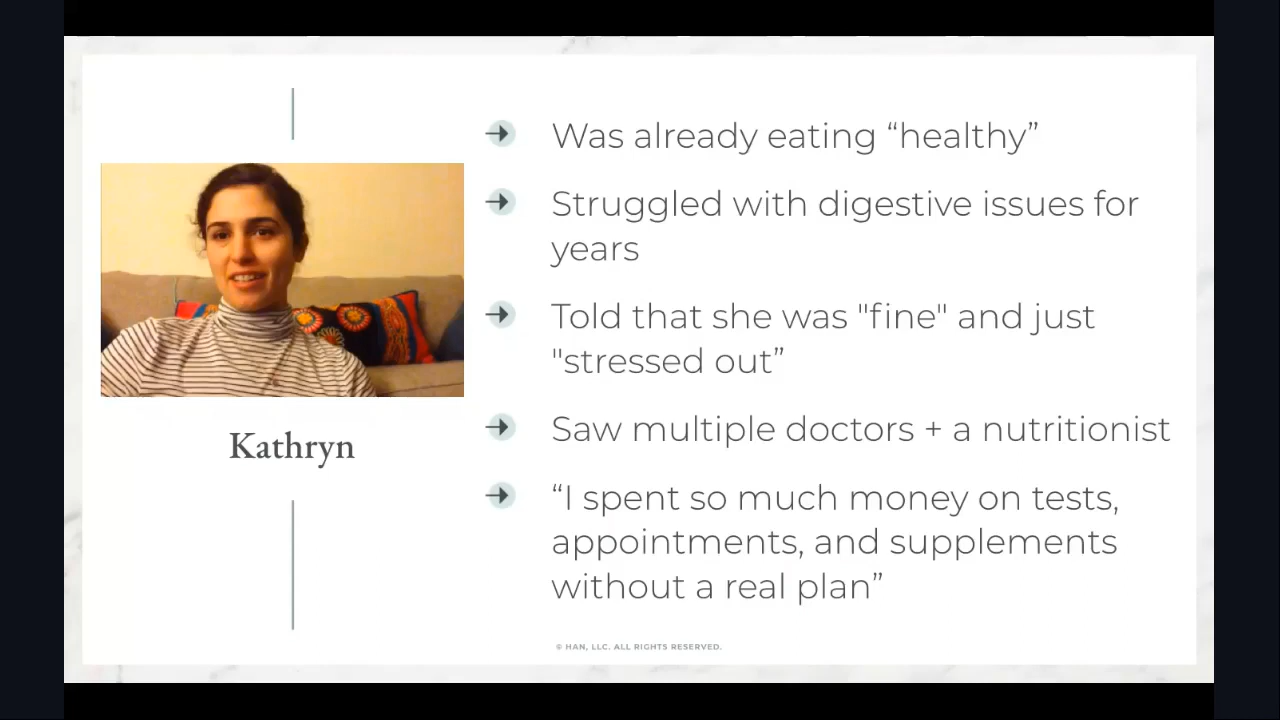 Was already eating “healthy”
Struggled with digestive issues for
years
Told that she was "fine" and just
"stressed out”
Saw multiple doctors + a nutritionist
“I spent so much money on tests,
appointments, and supplements
without a real plan”
Kathryn
© HAN, LLC. ALL RIGHTS RESERVED.